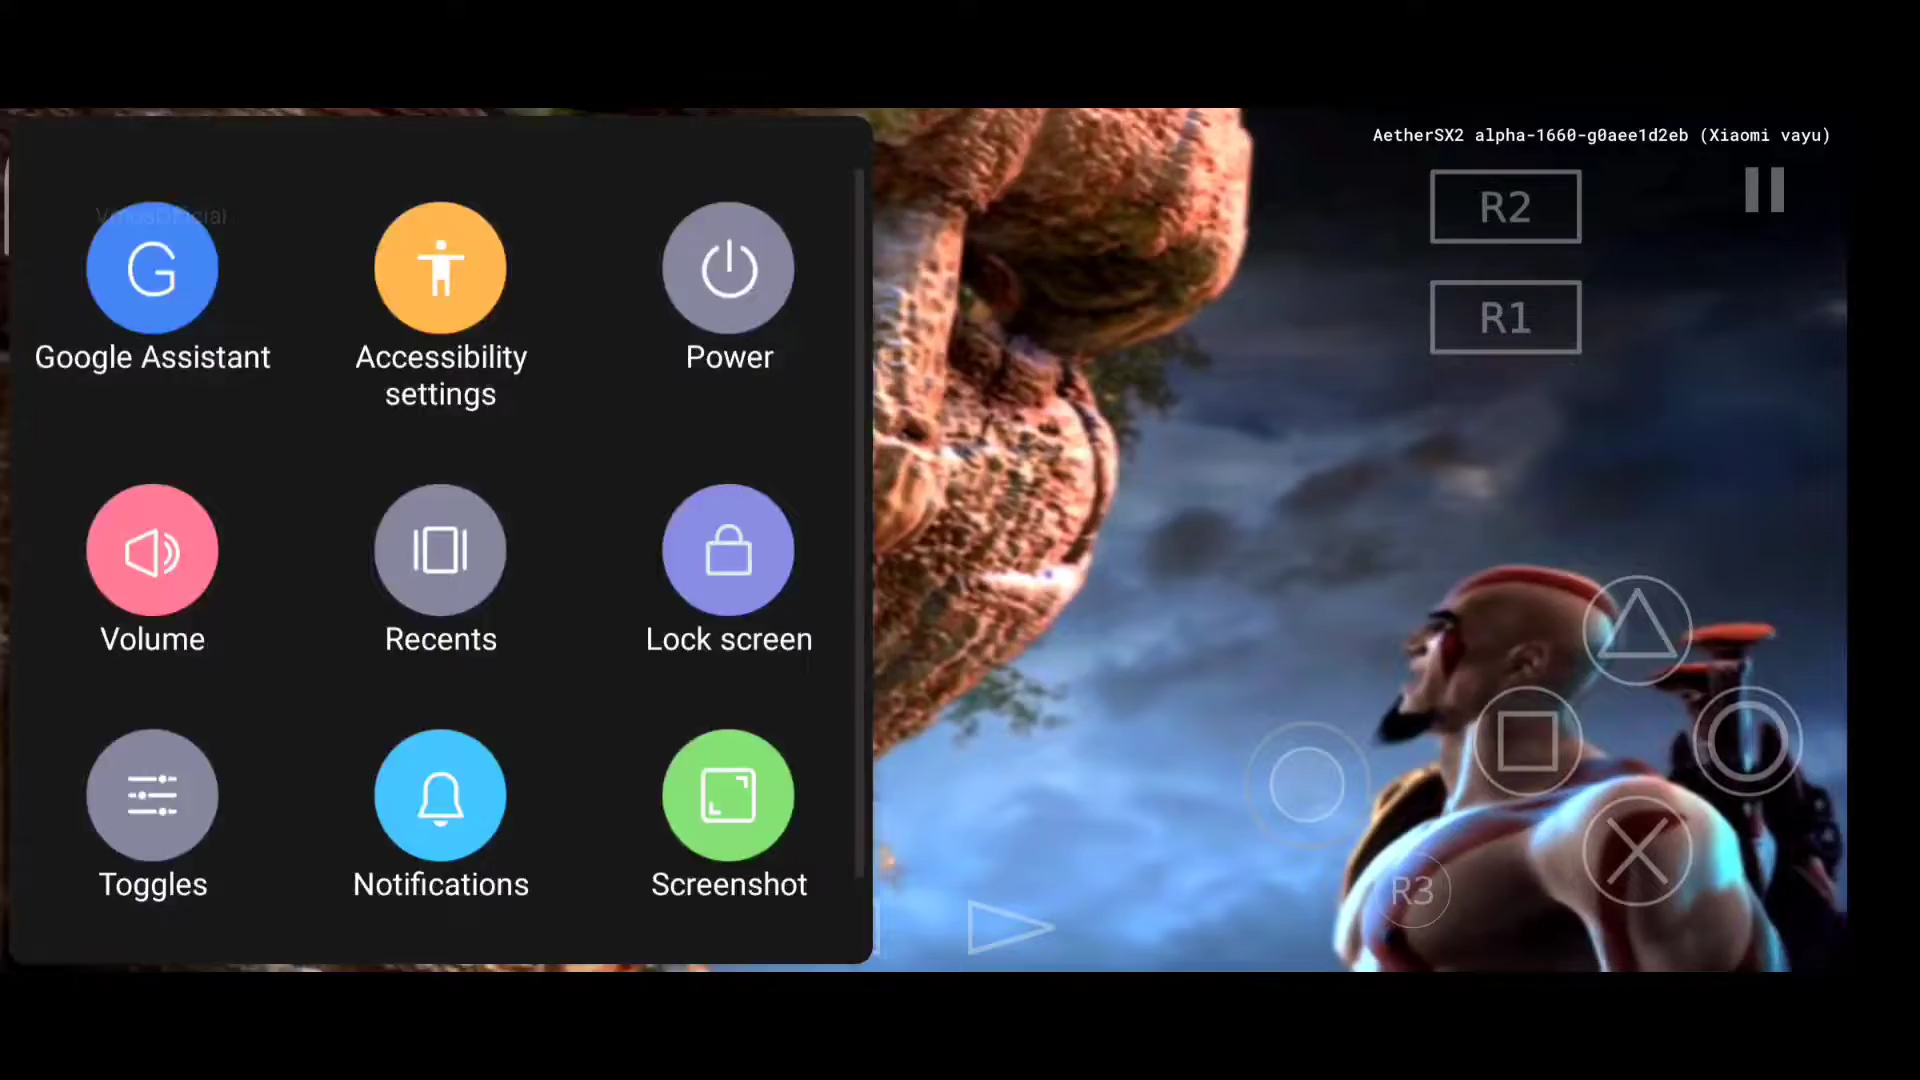 AetherSX2 alpha-1660-g0aee1d2eb (Xiaomi vayu)
R2
R1
Google Assistant
Accessibility
settings
Power
Volume
Recents
Lock screen
Toggles
Notifications
Screenshot
R3